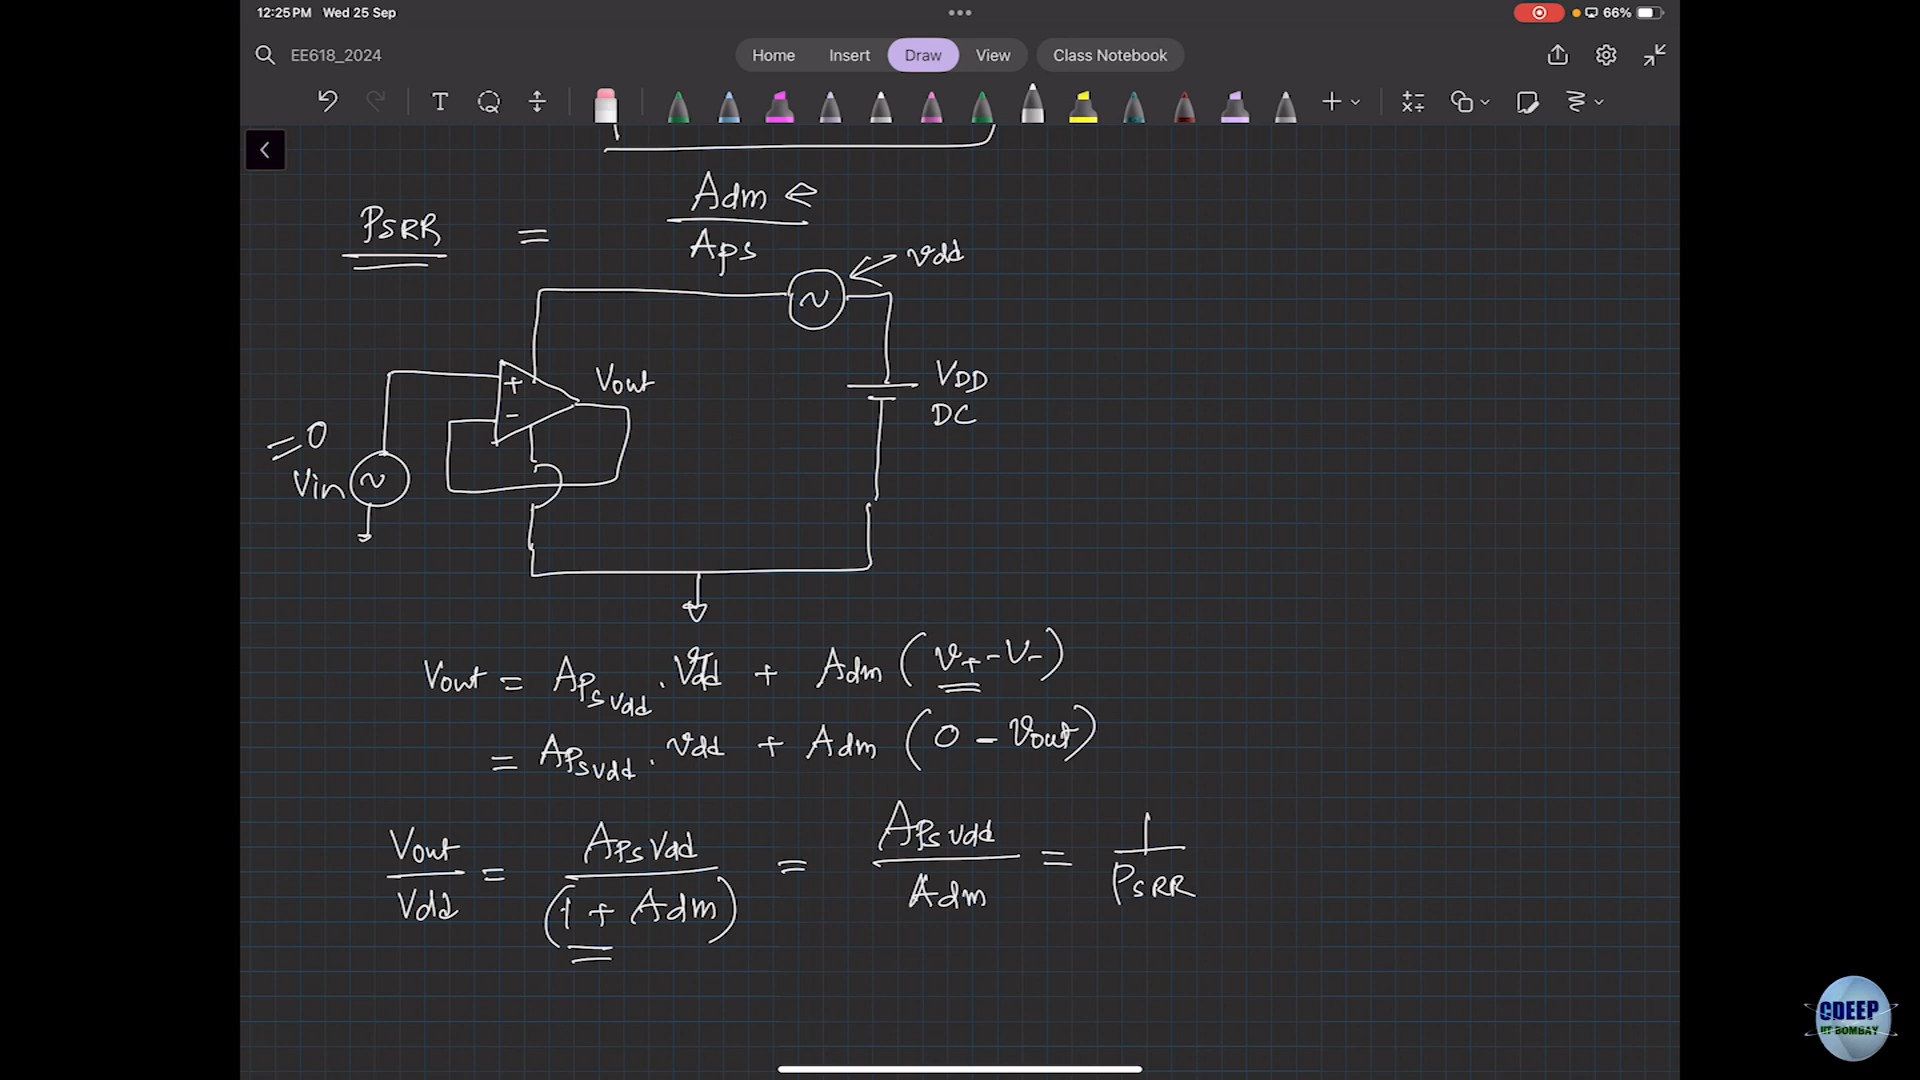 12:25 PM Wed 25 Sep
66%
EE618_2024
Home Insert Draw View Class Notebook
T
PSRR = Adm / Aps
vdd
+
-
Vout
VDD
DC
=0
Vin
Vout = Aps vdd . Vdd + Adm (v+ - v-)
= Aps vdd . vdd + Adm (0 - Vout)
Vout / Vdd = Aps vdd / (1 + Adm) = Aps vdd / Adm = 1 / PSRR
CDEEP
IIT BOMBAY